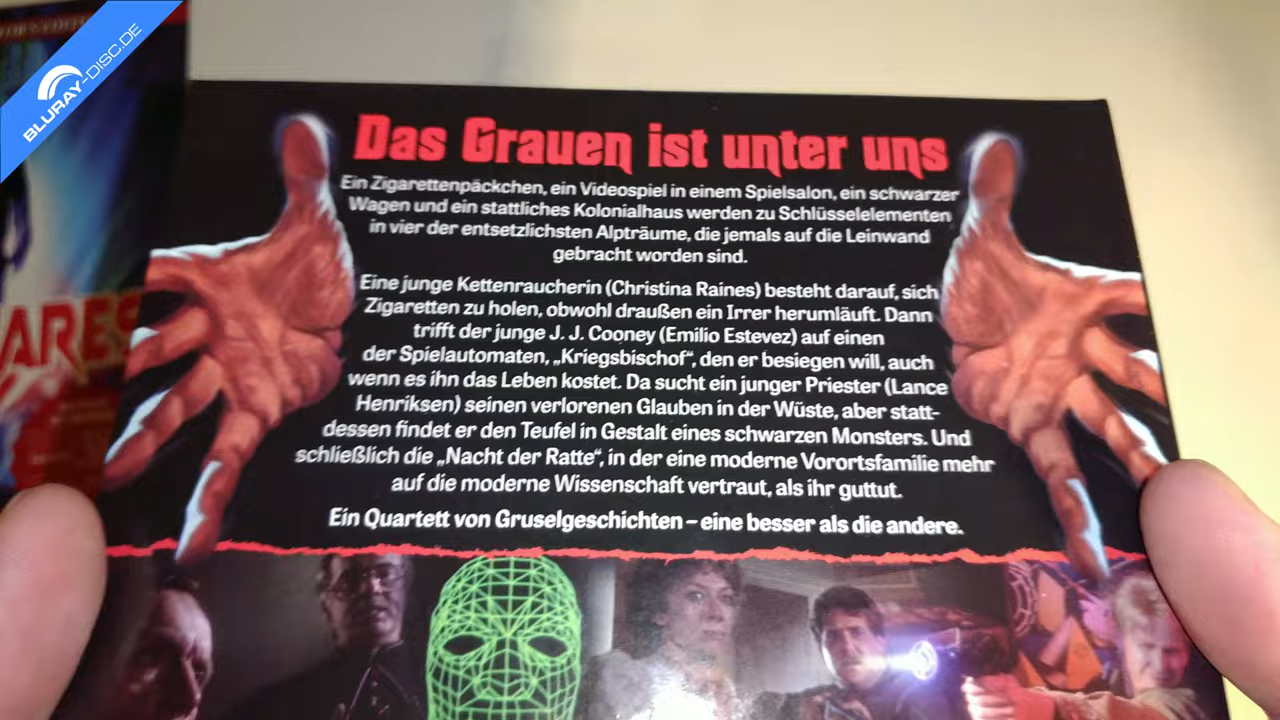 BLURAY-DISC.DE
ARES
Das Grauen ist unter uns
Ein Zigarettenpäckchen, ein Videospiel in einem Spielsalon, ein schwarzer
Wagen und ein stattliches Kolonialhaus werden zu Schlüsselelementen
in vier der entsetzlichsten Alpträume, die jemals auf die Leinwand
gebracht worden sind.
Eine junge Kettenraucherin (Christina Raines) besteht darauf, sich
Zigaretten zu holen, obwohl draußen ein Irrer herumläuft. Dann
trifft der junge J. J. Cooney (Emilio Estevez) auf einen
der Spielautomaten, „Kriegsbischof“, den er besiegen will, auch
wenn es ihn das Leben kostet. Da sucht ein junger Priester (Lance
Henriksen) seinen verlorenen Glauben in der Wüste, aber statt-
dessen findet er den Teufel in Gestalt eines schwarzen Monsters. Und
schließlich die „Nacht der Ratte“, in der eine moderne Vorortsfamilie mehr
auf die moderne Wissenschaft vertraut, als ihr guttut.
Ein Quartett von Gruselgeschichten – eine besser als die andere.